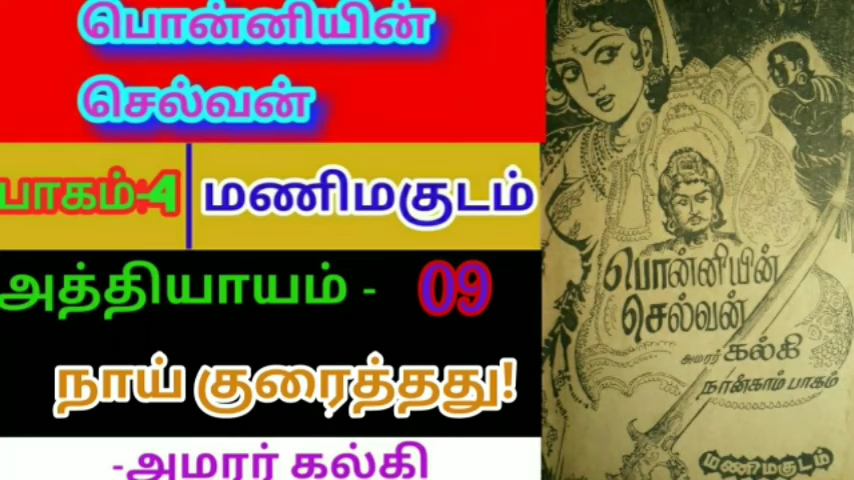 பொன்னியின்
செல்வன்
பாகம்:4
மணிமகுடம்
அத்தியாயம் - 09
நாய் குரைத்தது!
-அமரர் கல்கி
பொன்னியின்
செல்வன்
அமரர் கல்கி
நான்காம் பாகம்
மணிமகுடம்